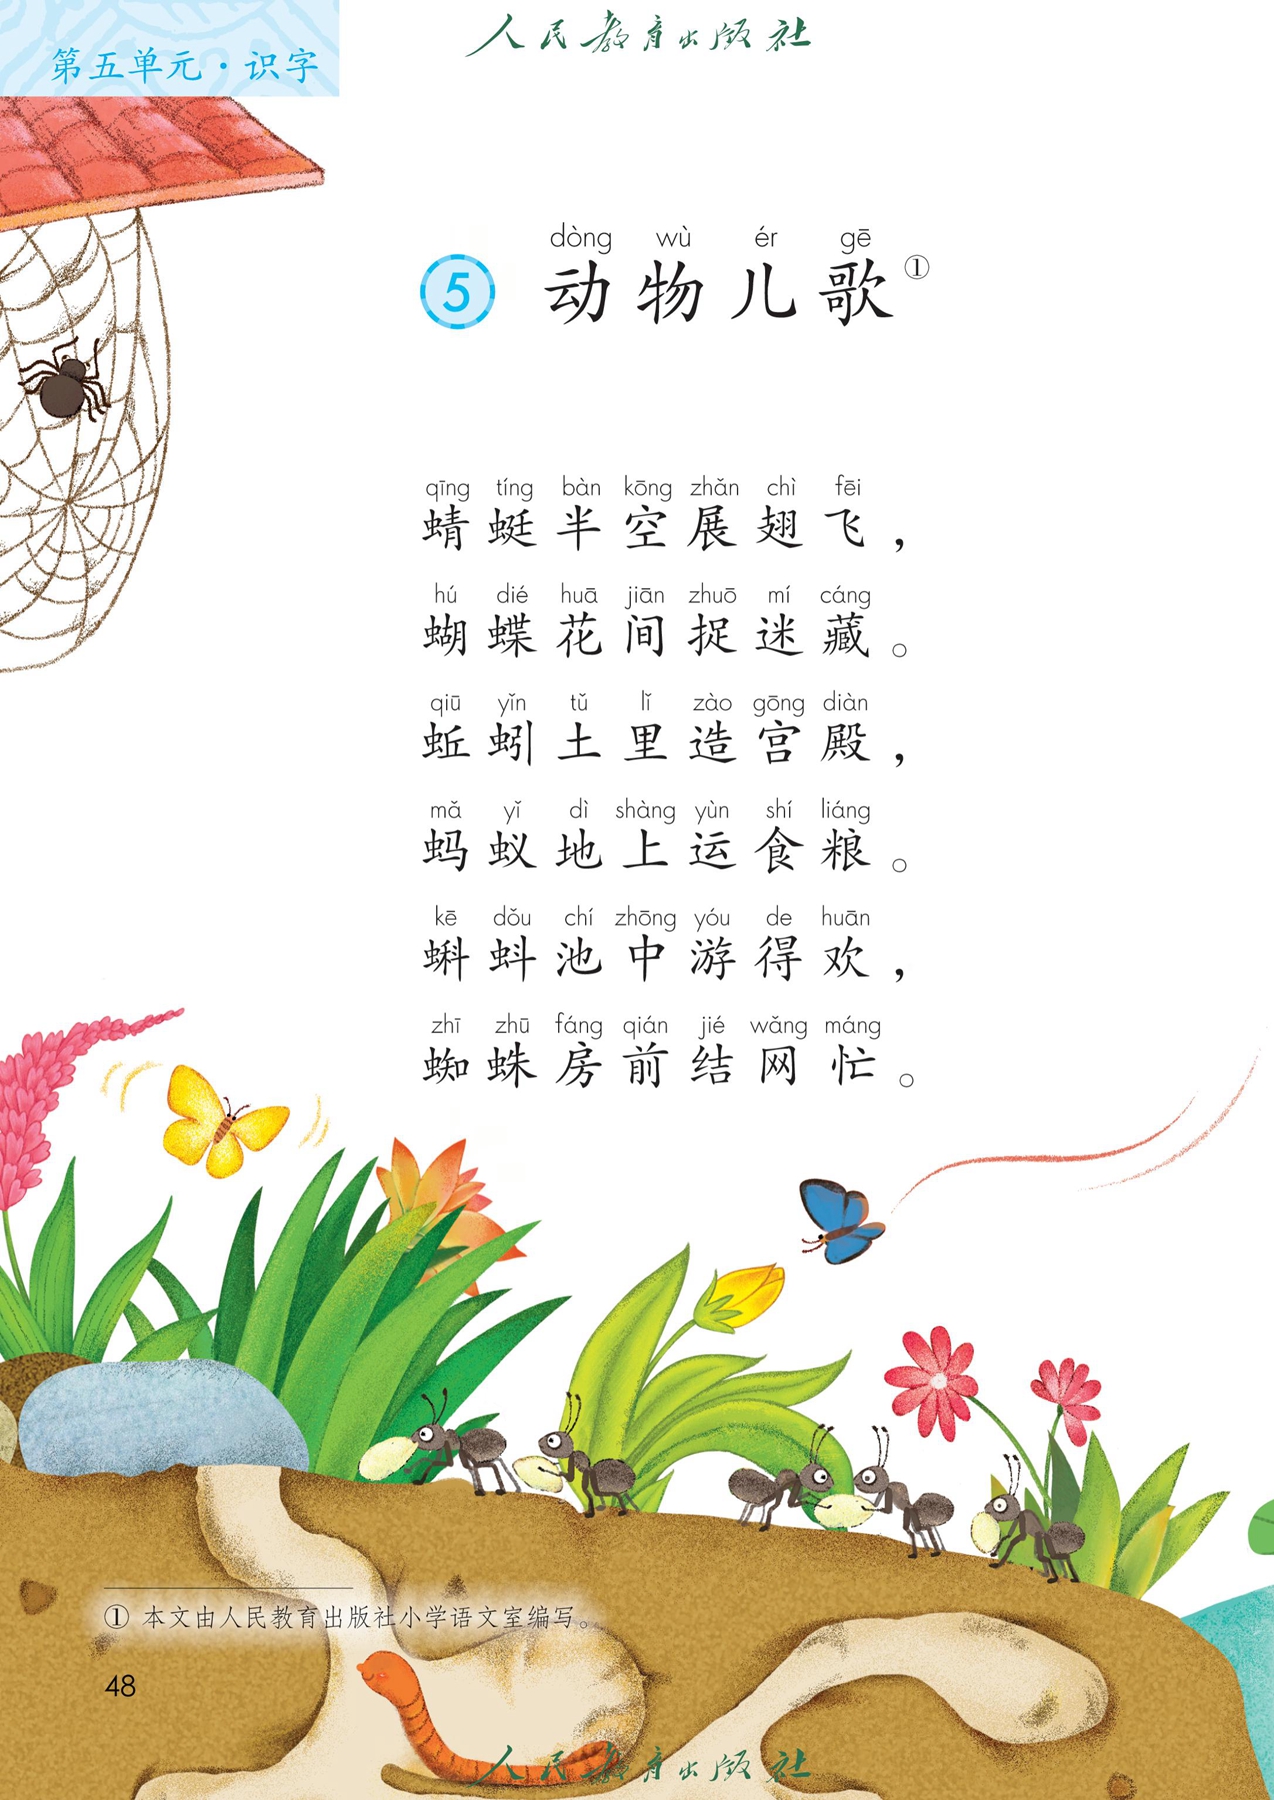 人民教育出版社
第五单元·识字
dòng wù ér gē
5 动物儿歌①
qīng tíng bàn kōng zhǎn chì fēi
蜻蜓半空展翅飞，
hú dié huā jiān zhuō mí cáng
蝴蝶花间捉迷藏。
qiū yǐn tǔ lǐ zào gōng diàn
蚯蚓土里造宫殿，
mǎ yǐ dì shàng yùn shí liáng
蚂蚁地上运食粮。
kē dǒu chí zhōng yóu de huān
蝌蚪池中游得欢，
zhī zhū fáng qián jié wǎng máng
蜘蛛房前结网忙。
① 本文由人民教育出版社小学语文室编写。
48
人民教育出版社